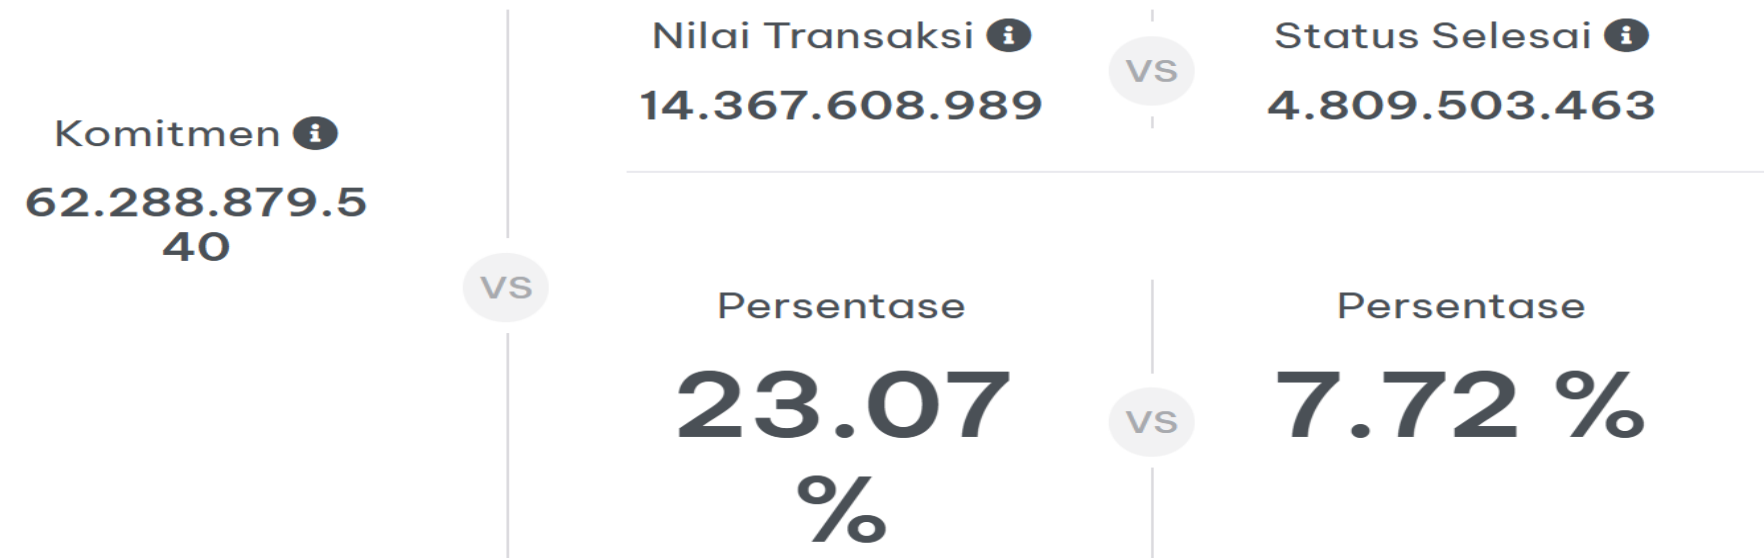 Komitmen
62.288.879.5
40
vs
Nilai Transaksi
14.367.608.989
vs
Status Selesai
4.809.503.463
Persentase
23.07
%
vs
Persentase
7.72 %